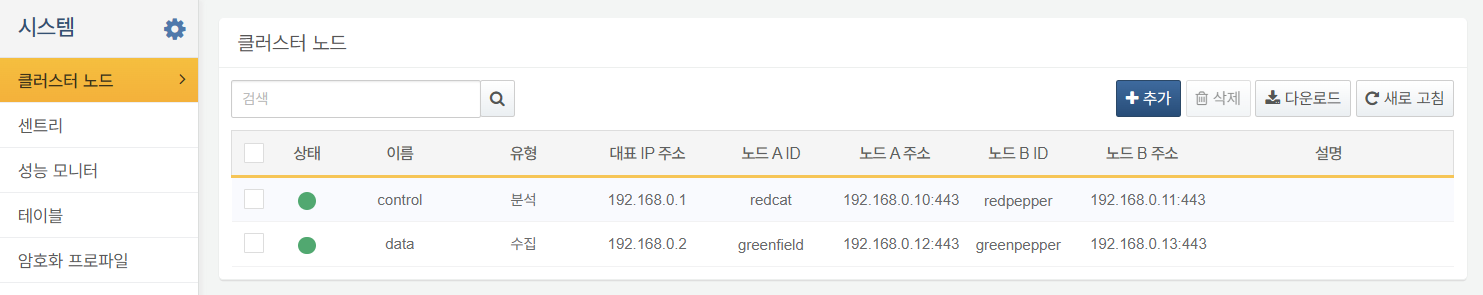 시스템
클러스터 노드
센트리
성능 모니터
테이블
암호화 프로파일
클러스터 노드
검색
추가 삭제 다운로드 새로 고침
상태 이름 유형 대표 IP 주소 노드 A ID 노드 A 주소 노드 B ID 노드 B 주소 설명
control 분석 192.168.0.1 redcat 192.168.0.10:443 redpepper 192.168.0.11:443
data 수집 192.168.0.2 greenfield 192.168.0.12:443 greenpepper 192.168.0.13:443